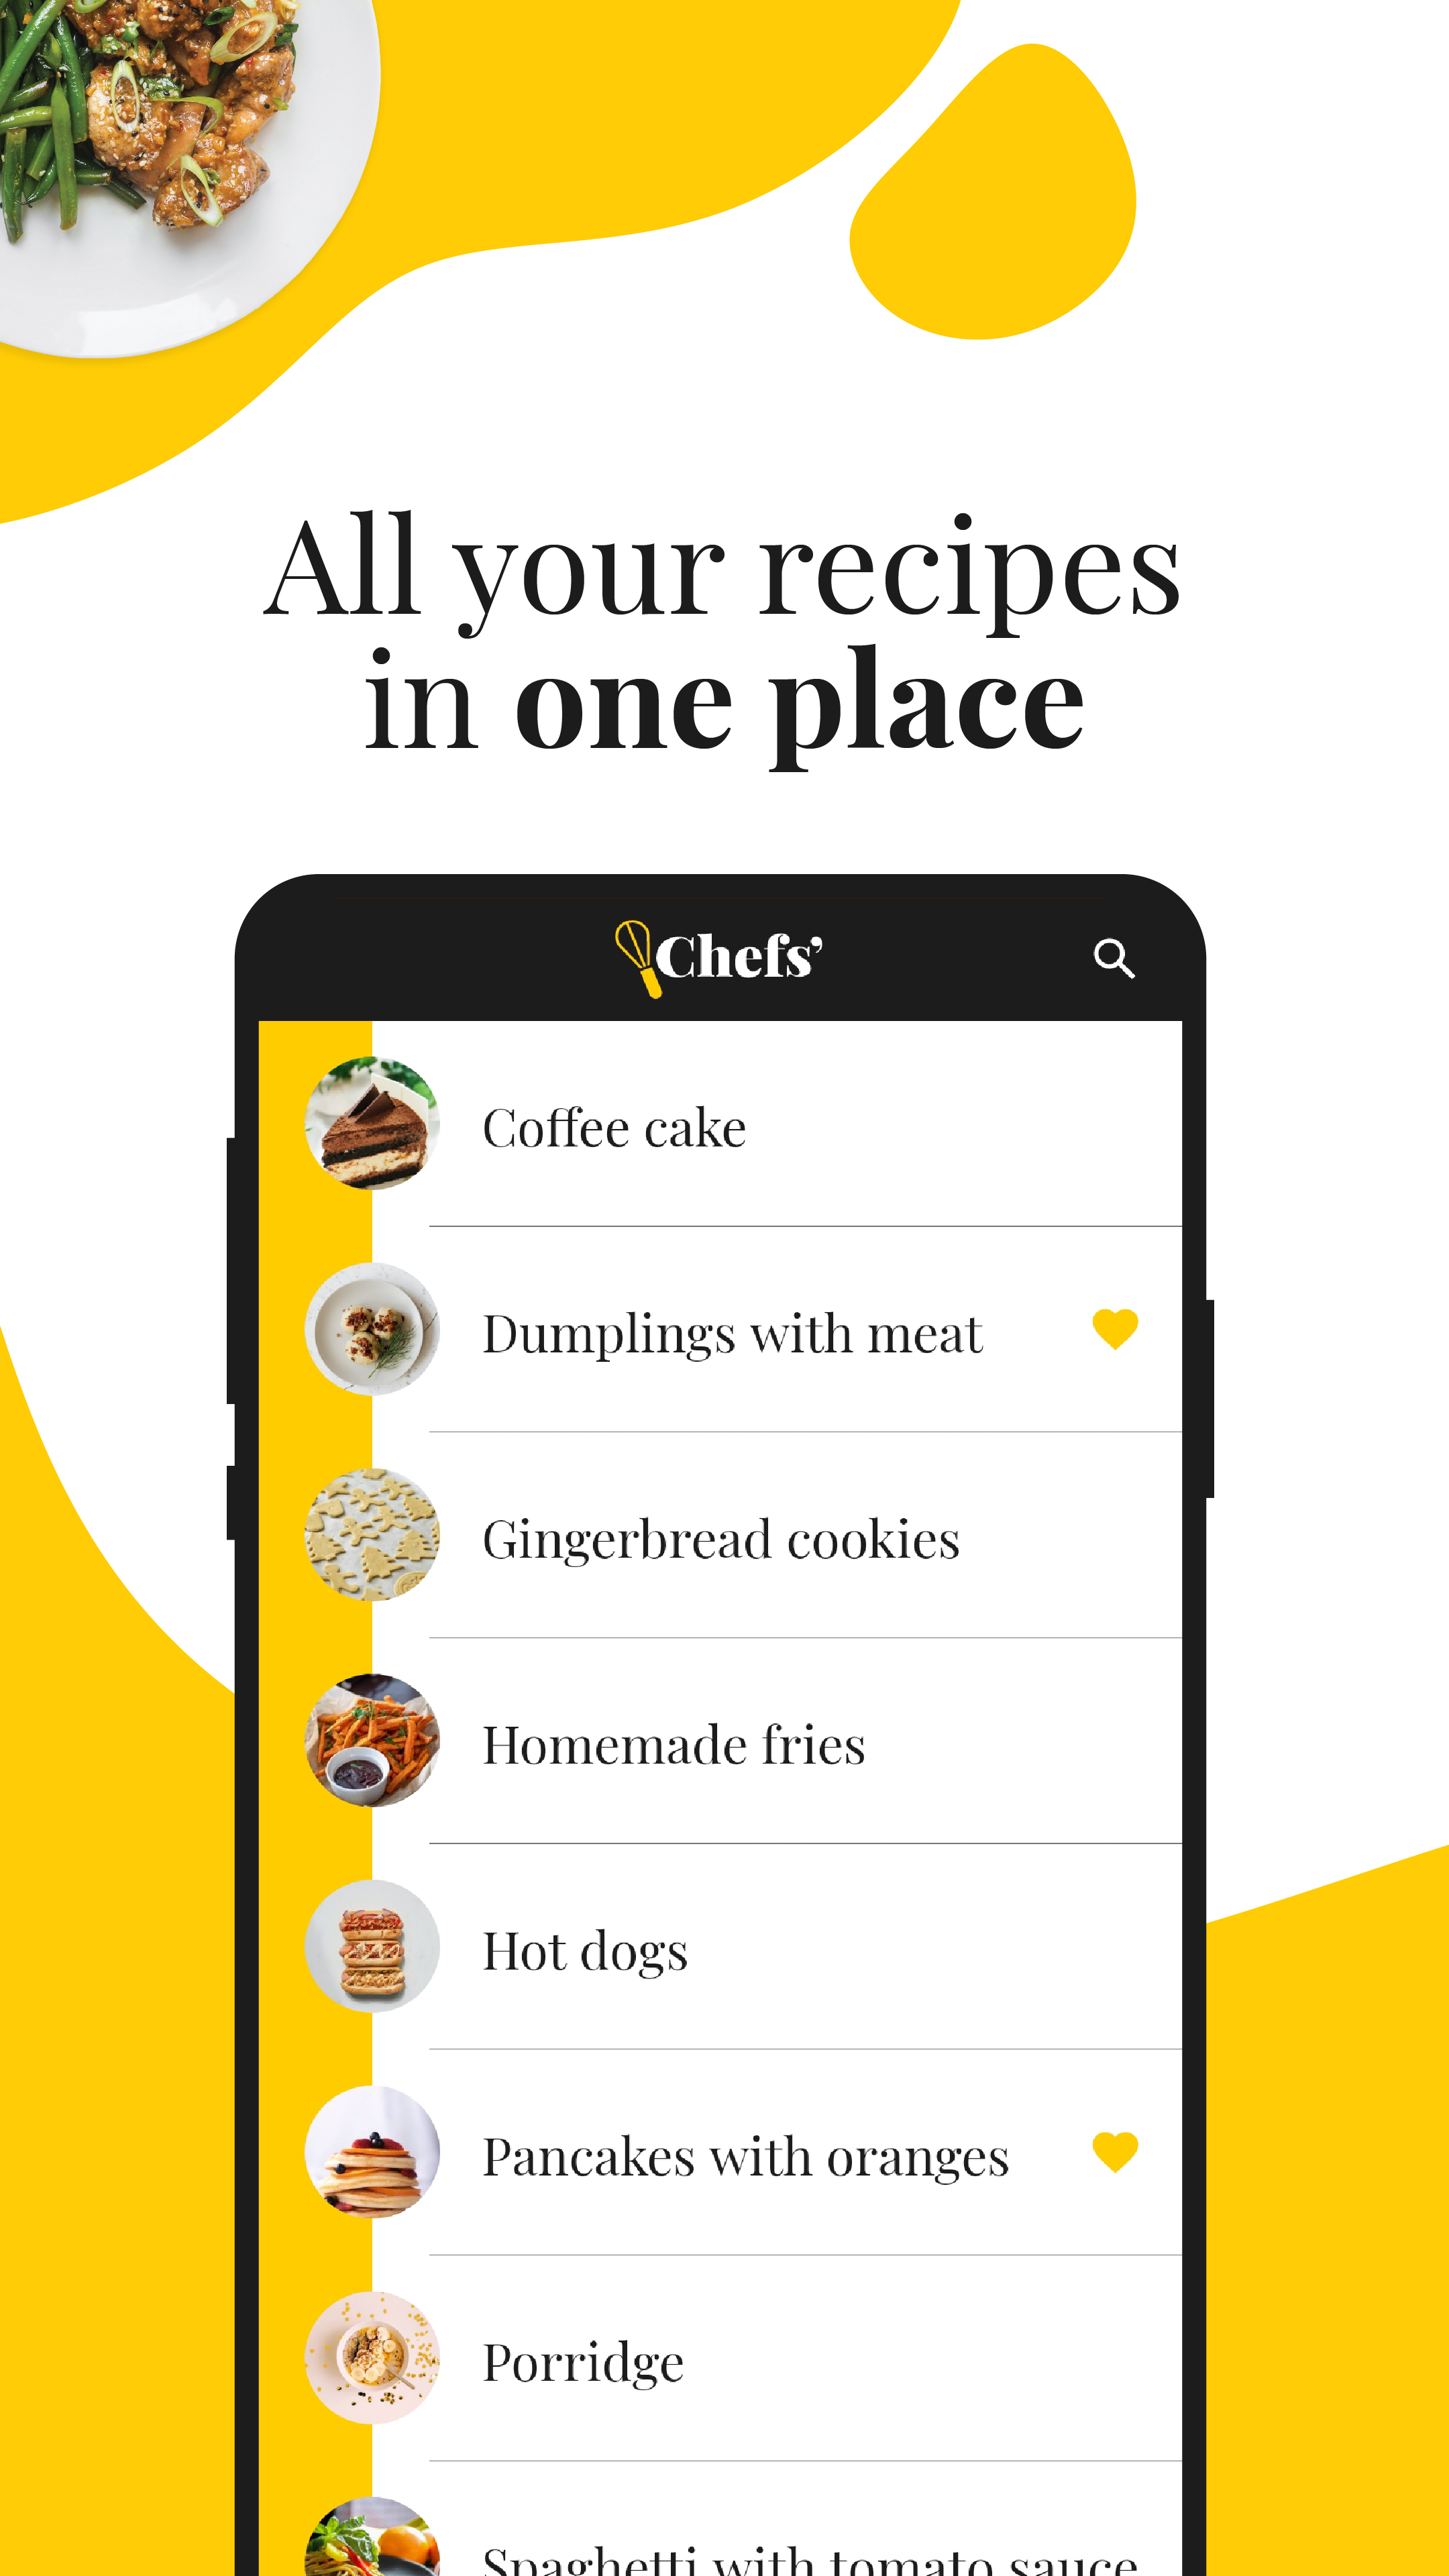 All your recipes
in one place
Chefs’
Coffee cake
Dumplings with meat
Gingerbread cookies
Homemade fries
Hot dogs
Pancakes with oranges
Porridge
Spaghetti with tomato sauce